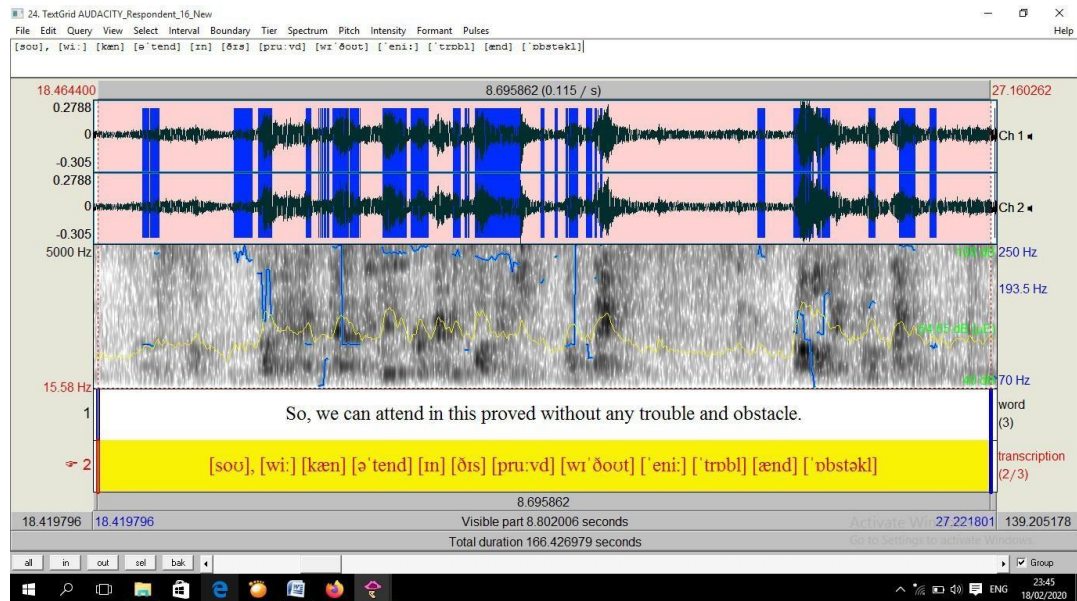 24. TextGrid AUDACITY_Respondent_16_New
File Edit Query View Select Interval Boundary Tier Spectrum Pitch Intensity Formant Pulses Help
[soʊ], [wiː] [kæn] [əˈtend] [ɪn] [ðɪs] [pruːvd] [wɪˈðoʊt] [ˈeniː] [ˈtrɒbl] [ænd] [ˈɒbstəkl]
18.464400 8.695862 (0.115 / s) 27.160262
0.2788
0 Ch 1
-0.305
0.2788
0 Ch 2
-0.305
5000 Hz 250 Hz
193.5 Hz
15.58 Hz 70 Hz
1 So, we can attend in this proved without any trouble and obstacle. word
(3)
2 [soʊ], [wiː] [kæn] [əˈtend] [ɪn] [ðɪs] [pruːvd] [wɪˈðoʊt] [ˈeniː] [ˈtrɒbl] [ænd] [ˈɒbstəkl] transcription
(2/3)
8.695862
18.419796 18.419796 Visible part 8.802006 seconds 27.221801 139.205178
Total duration 166.426979 seconds
Activate Windows
Go to Settings to activate Windows.
all in out sel bak Group
ENG 23:45
18/02/2020